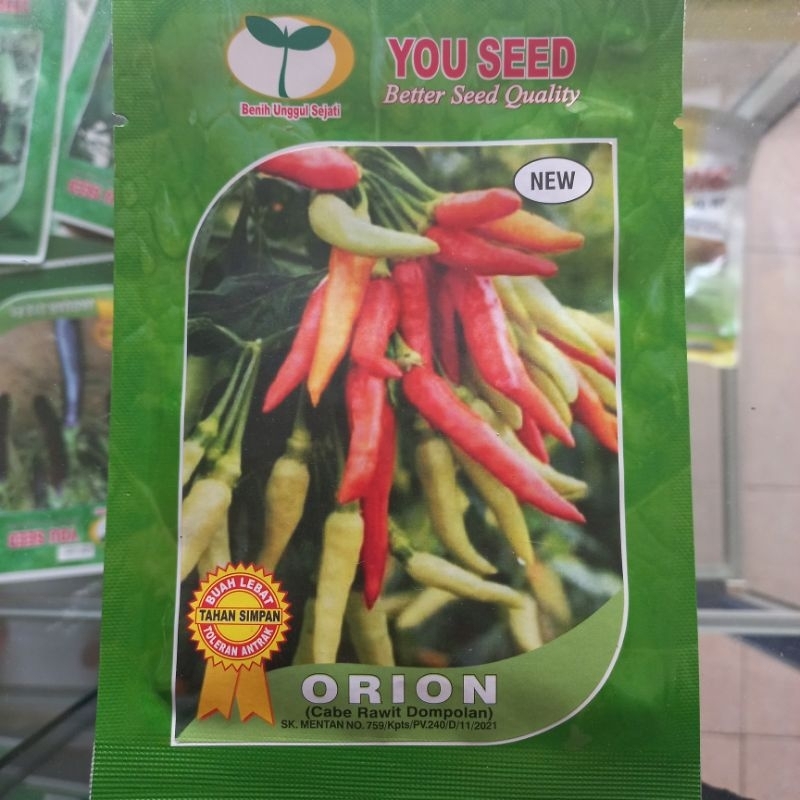 YOU SEED
Better Seed Quality
Benih Unggul Sejati
NEW
BUAH LEBAT
TAHAN SIMPAN
TOLERAN ANTRAK
ORION
(Cabe Rawit Dompolan)
SK. MENTAN NO. 759/Kpts/PV.240/D/11/2021